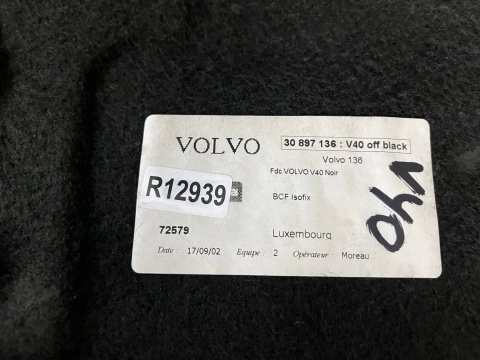 VOLVO
30 897 136 : V40 off black
Volvo 136
Fdc VOLVO V40 Noir
R12939
BCF Isofix
V40
72579
Luxembourg
Date : 17/09/02 Equipe : 2 Opérateur : Moreau